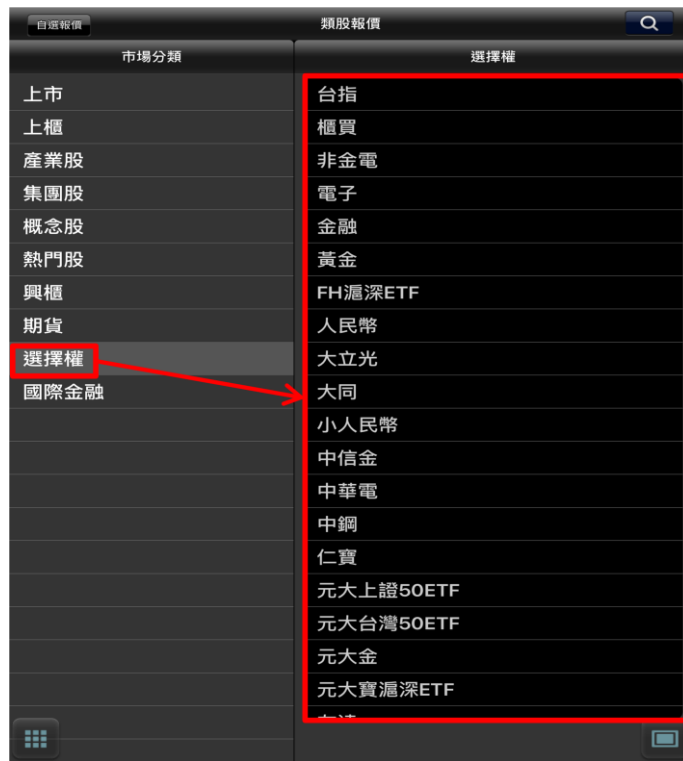 自選報價
類股報價
市場分類
選擇權
上市
上櫃
產業股
集團股
概念股
熱門股
興櫃
期貨
選擇權
國際金融
台指
櫃買
非金電
電子
金融
黃金
FH滬深ETF
人民幣
大立光
大同
小人民幣
中信金
中華電
中鋼
仁寶
元大上證50ETF
元大台灣50ETF
元大金
元大寶滬深ETF